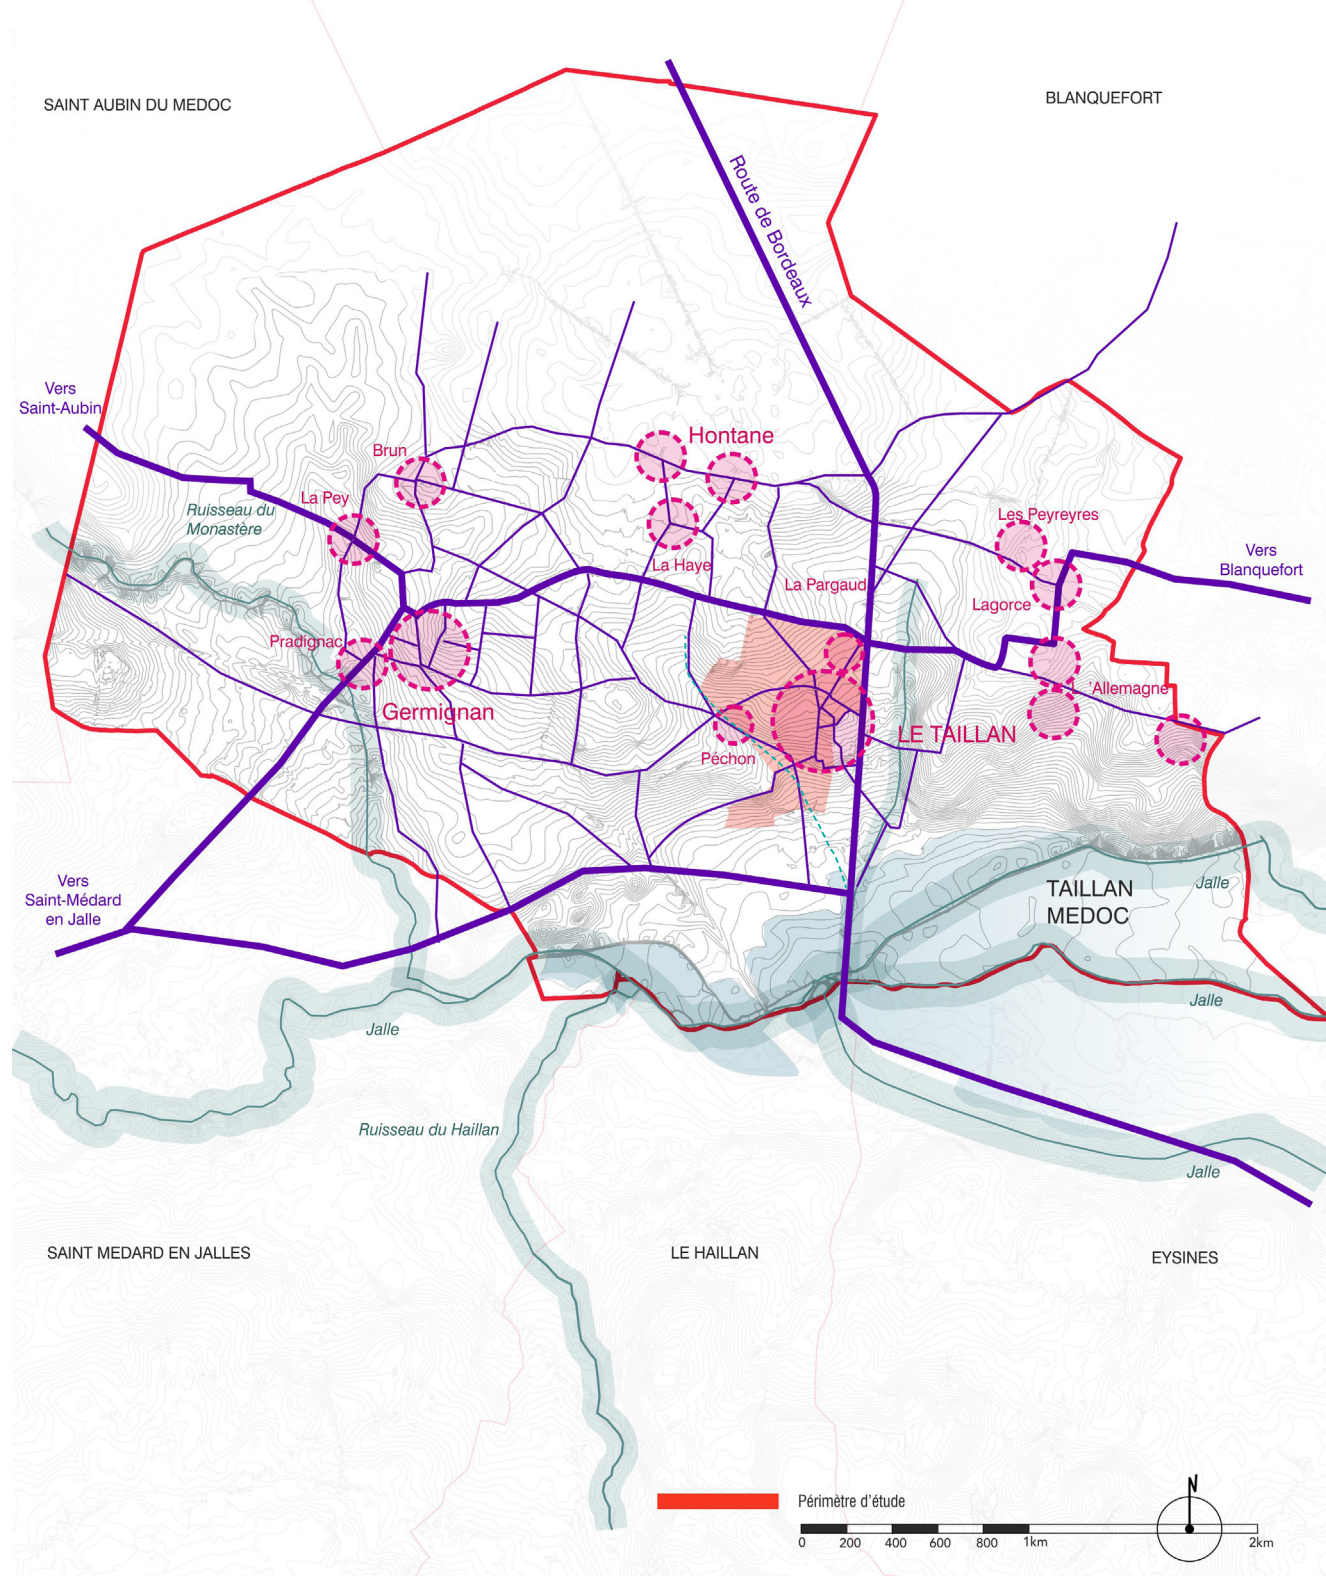 BLANQUEFORT
SAINT AUBIN DU MEDOC
Route de Bordeaux
Vers
Saint-Aubin
Hontane
Brun
La Pey
Ruisseau du
Monastère
Les Peyreyres
Vers
Blanquefort
La Haye
La Pargaud
Lagorce
Pradignac
'Allemagne
Germignan
LE TAILLAN
Péchon
Vers
Saint-Médard
en Jalle
TAILLAN
MEDOC
Jalle
Jalle
Jalle
Ruisseau du Haillan
Jalle
SAINT MEDARD EN JALLES
LE HAILLAN
EYSINES
N
Périmètre d'étude
0 200 400 600 800 1km 2km